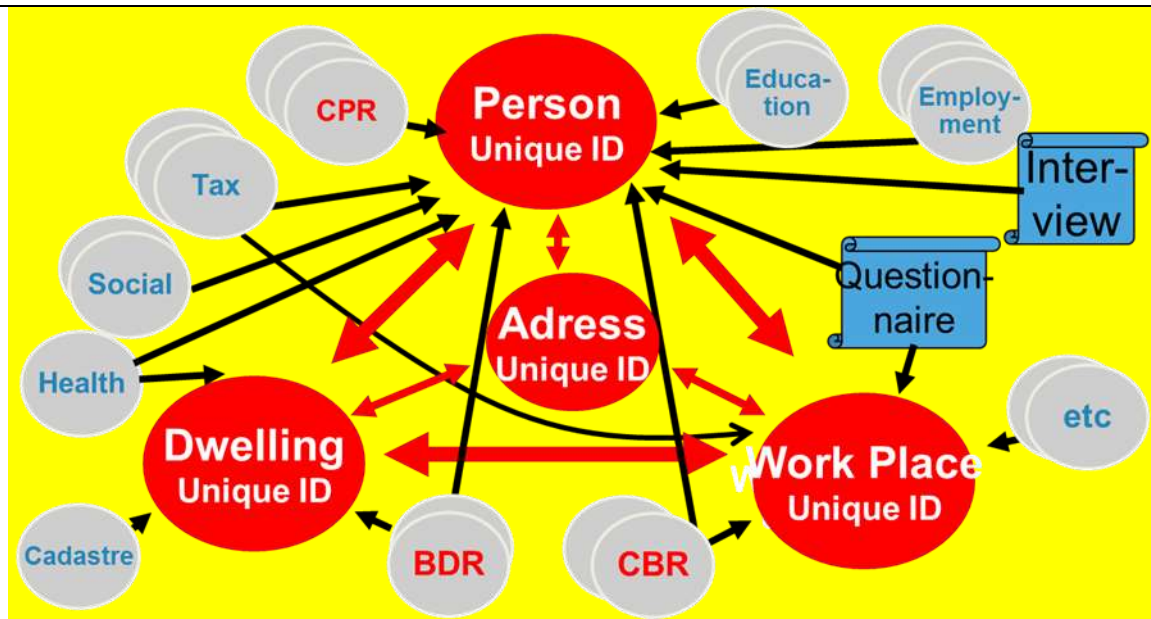 CPR
Person
Unique ID
Educa-
tion
Employ-
ment
Inter-
view
Tax
Social
Question-
naire
Adress
Unique ID
Health
Dwelling
Unique ID
Work Place
Unique ID
etc
Cadastre
BDR
CBR